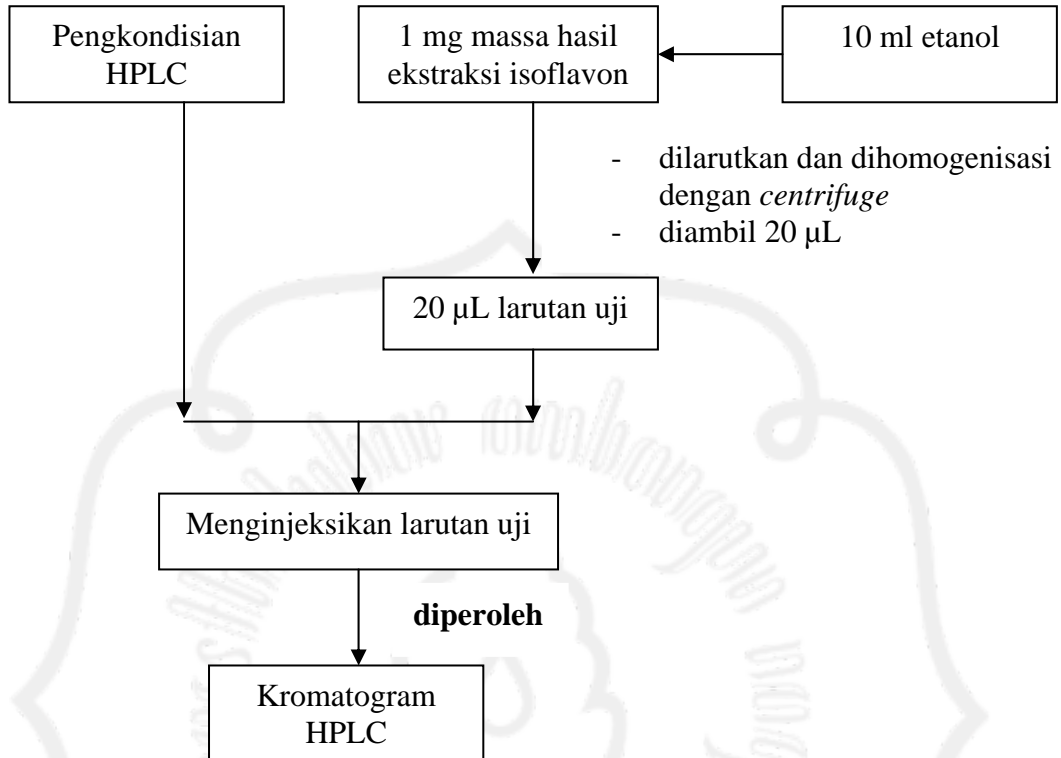 Pengkondisian
HPLC
1 mg massa hasil
ekstraksi isoflavon
10 ml etanol
- dilarutkan dan dihomogenisasi
dengan centrifuge
- diambil 20 µL
20 µL larutan uji
Menginjeksikan larutan uji
diperoleh
Kromatogram
HPLC